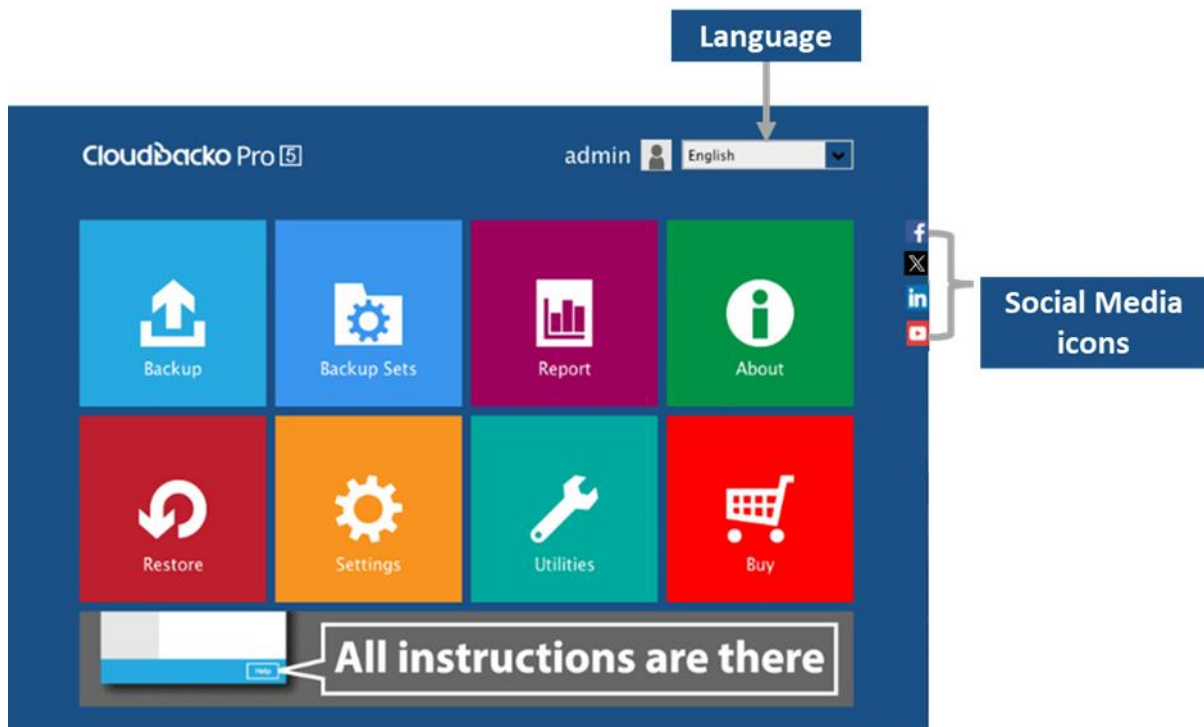 Language
Cloudbacko Pro 5
admin
English
Backup
Backup Sets
Report
About
Social Media
icons
Restore
Settings
Utilities
Buy
Help
All instructions are there